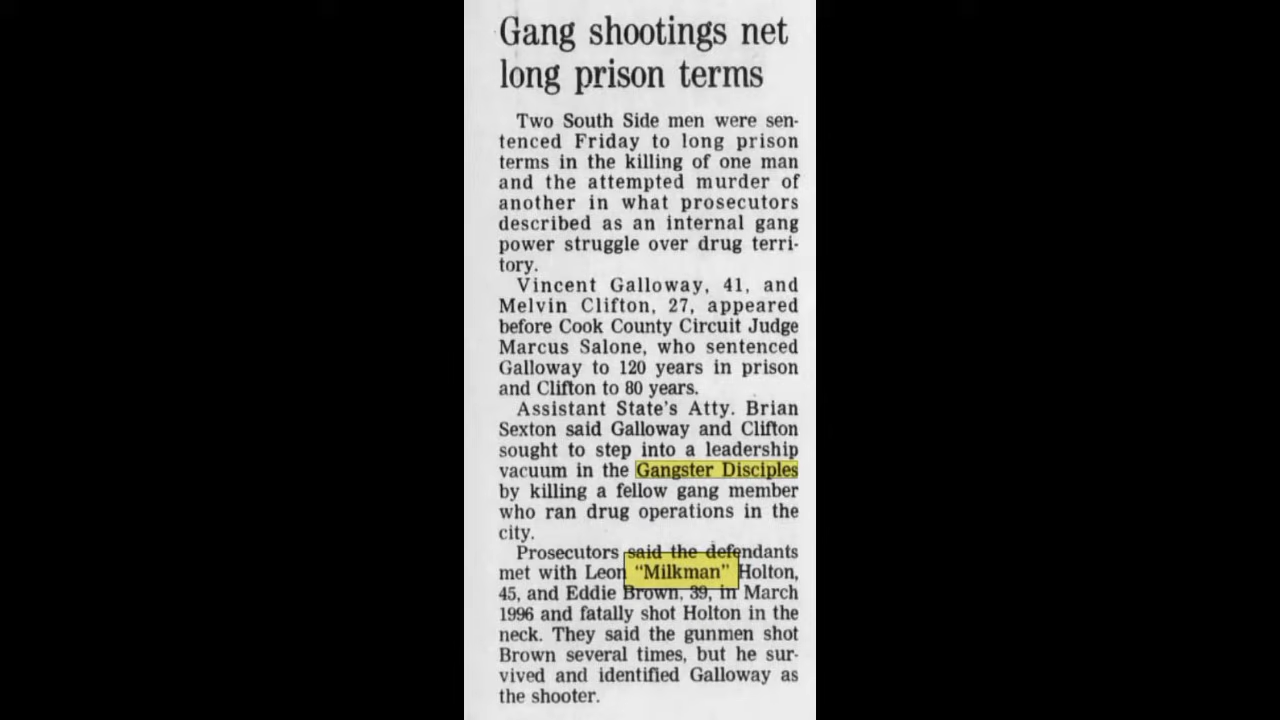 Gang shootings net
long prison terms
Two South Side men were sen-
tenced Friday to long prison
terms in the killing of one man
and the attempted murder of
another in what prosecutors
described as an internal gang
power struggle over drug terri-
tory.
Vincent Galloway, 41, and
Melvin Clifton, 27, appeared
before Cook County Circuit Judge
Marcus Salone, who sentenced
Galloway to 120 years in prison
and Clifton to 80 years.
Assistant State's Atty. Brian
Sexton said Galloway and Clifton
sought to step into a leadership
vacuum in the Gangster Disciples
by killing a fellow gang member
who ran drug operations in the
city.
Prosecutors said the defendants
met with Leon "Milkman" Holton,
45, and Eddie Brown, 39, in March
1996 and fatally shot Holton in the
neck. They said the gunmen shot
Brown several times, but he sur-
vived and identified Galloway as
the shooter.